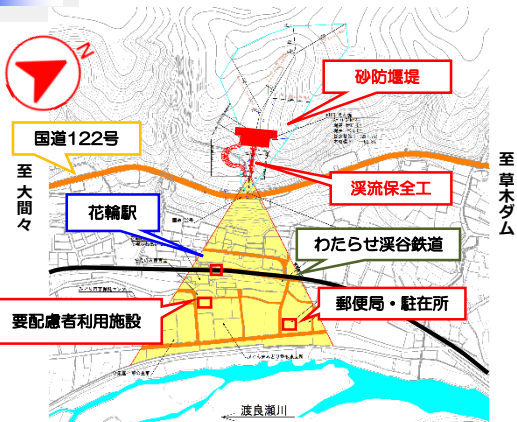 N
砂防堰堤
国道122号
至 大間々
至 草木ダム
渓流保全工
花輪駅
わたらせ渓谷鉄道
要配慮者利用施設
郵便局・駐在所
渡良瀬川